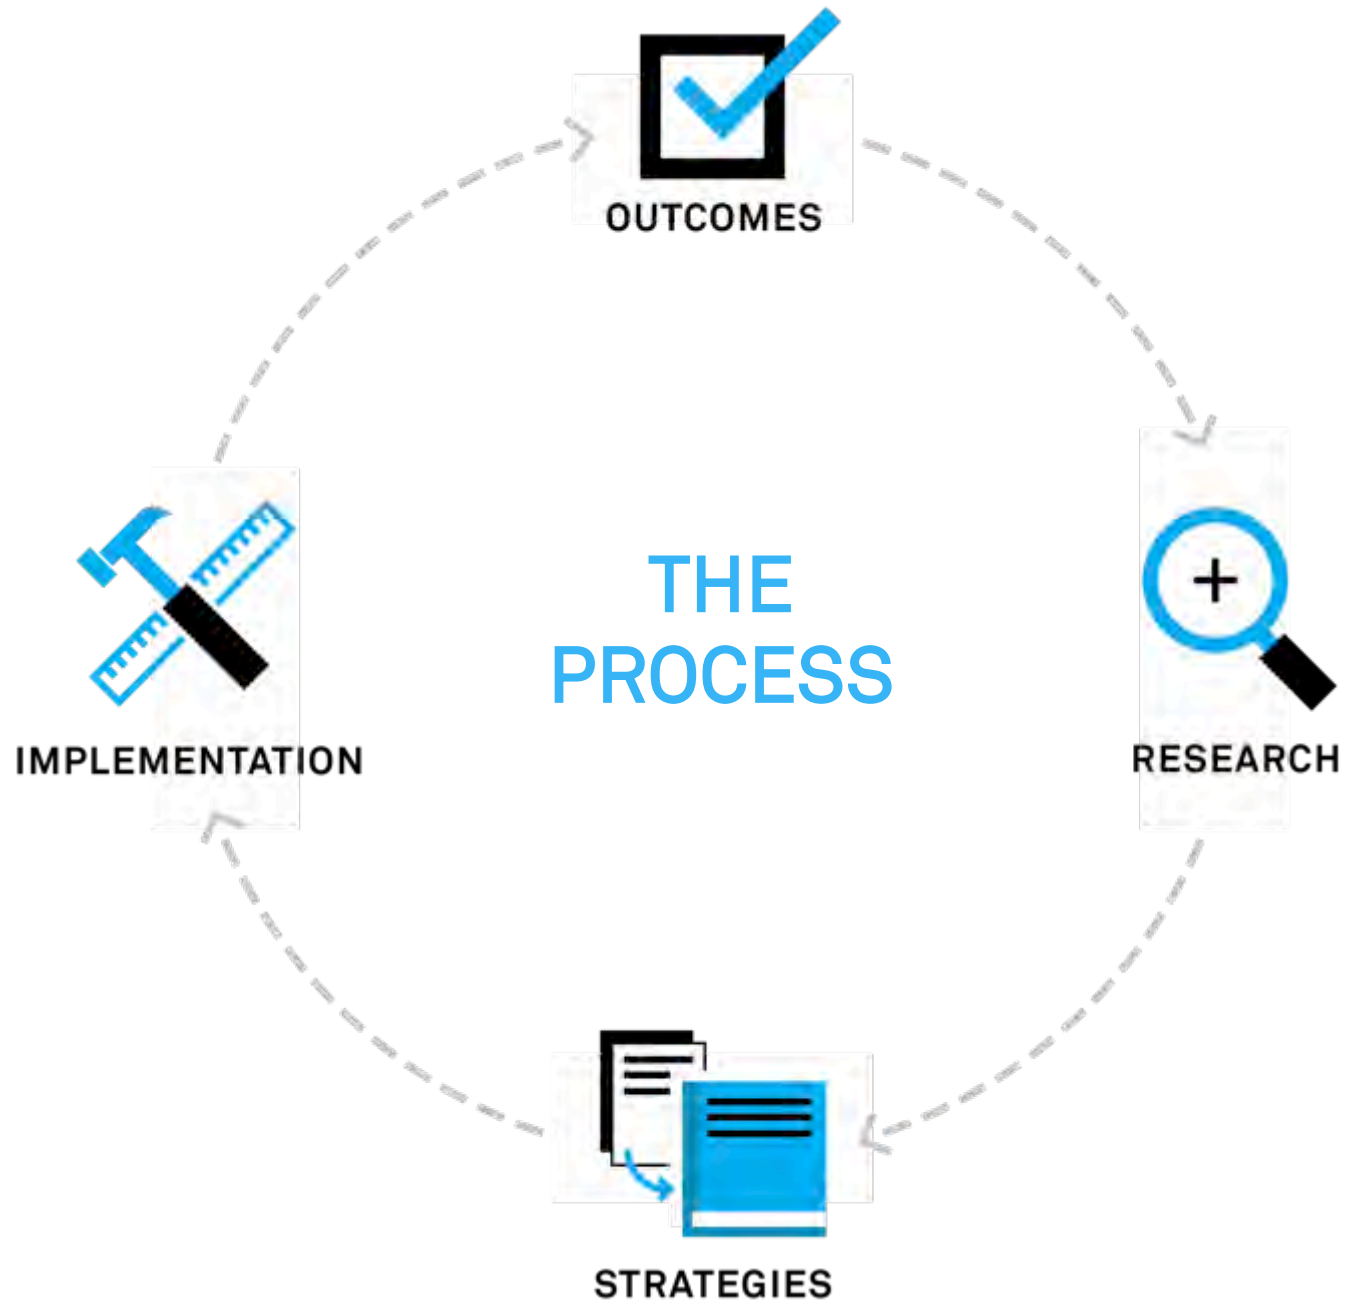 OUTCOMES
THE
PROCESS
IMPLEMENTATION
RESEARCH
STRATEGIES